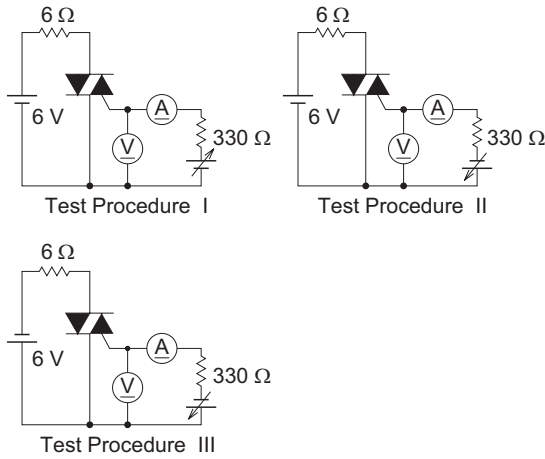 6 Ω
6 V
A
V
330 Ω
Test Procedure I
6 Ω
6 V
A
V
330 Ω
Test Procedure II
6 Ω
6 V
A
V
330 Ω
Test Procedure III